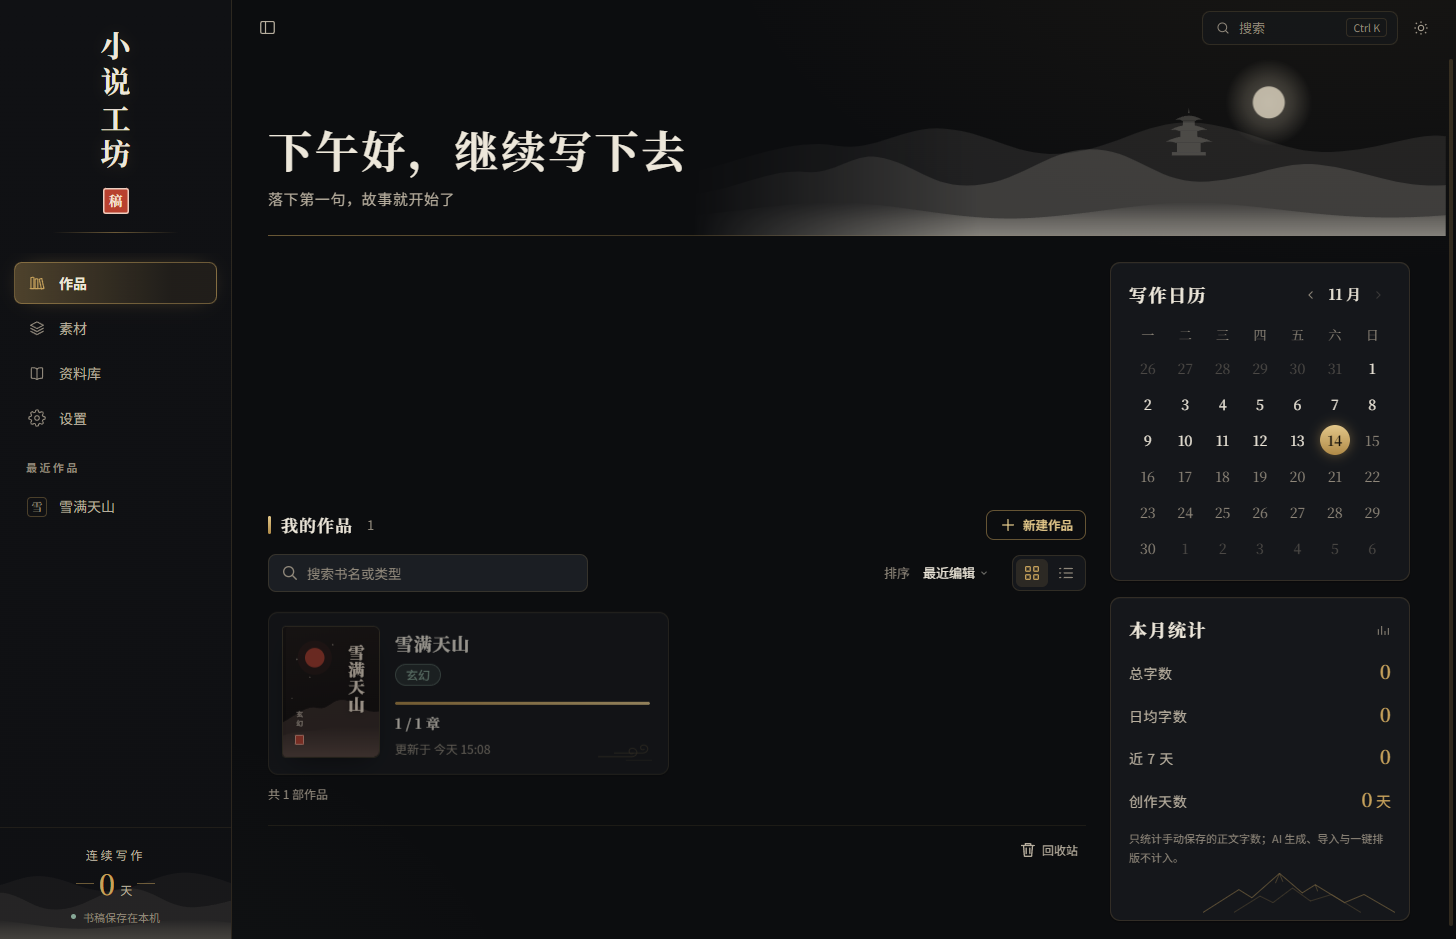 小说工坊
稿
作品
素材
资料库
设置
最近作品
雪 雪满天山
连续写作
0 天
书稿保存在本机
搜索 Ctrl K
下午好，继续写下去
落下第一句，故事就开始了
我的作品 1
新建作品
搜索书名或类型
排序 最近编辑
雪满天山
玄幻
雪满天山
玄幻
1 / 1 章
更新于 今天 15:08
共 1 部作品
回收站
写作日历
11 月
一 二 三 四 五 六 日
26 27 28 29 30 31 1
2 3 4 5 6 7 8
9 10 11 12 13 14 15
16 17 18 19 20 21 22
23 24 25 26 27 28 29
30 1 2 3 4 5 6
本月统计
总字数 0
日均字数 0
近 7 天 0
创作天数 0 天
只统计手动保存的正文字数；AI 生成、导入与一键排
版不计入。